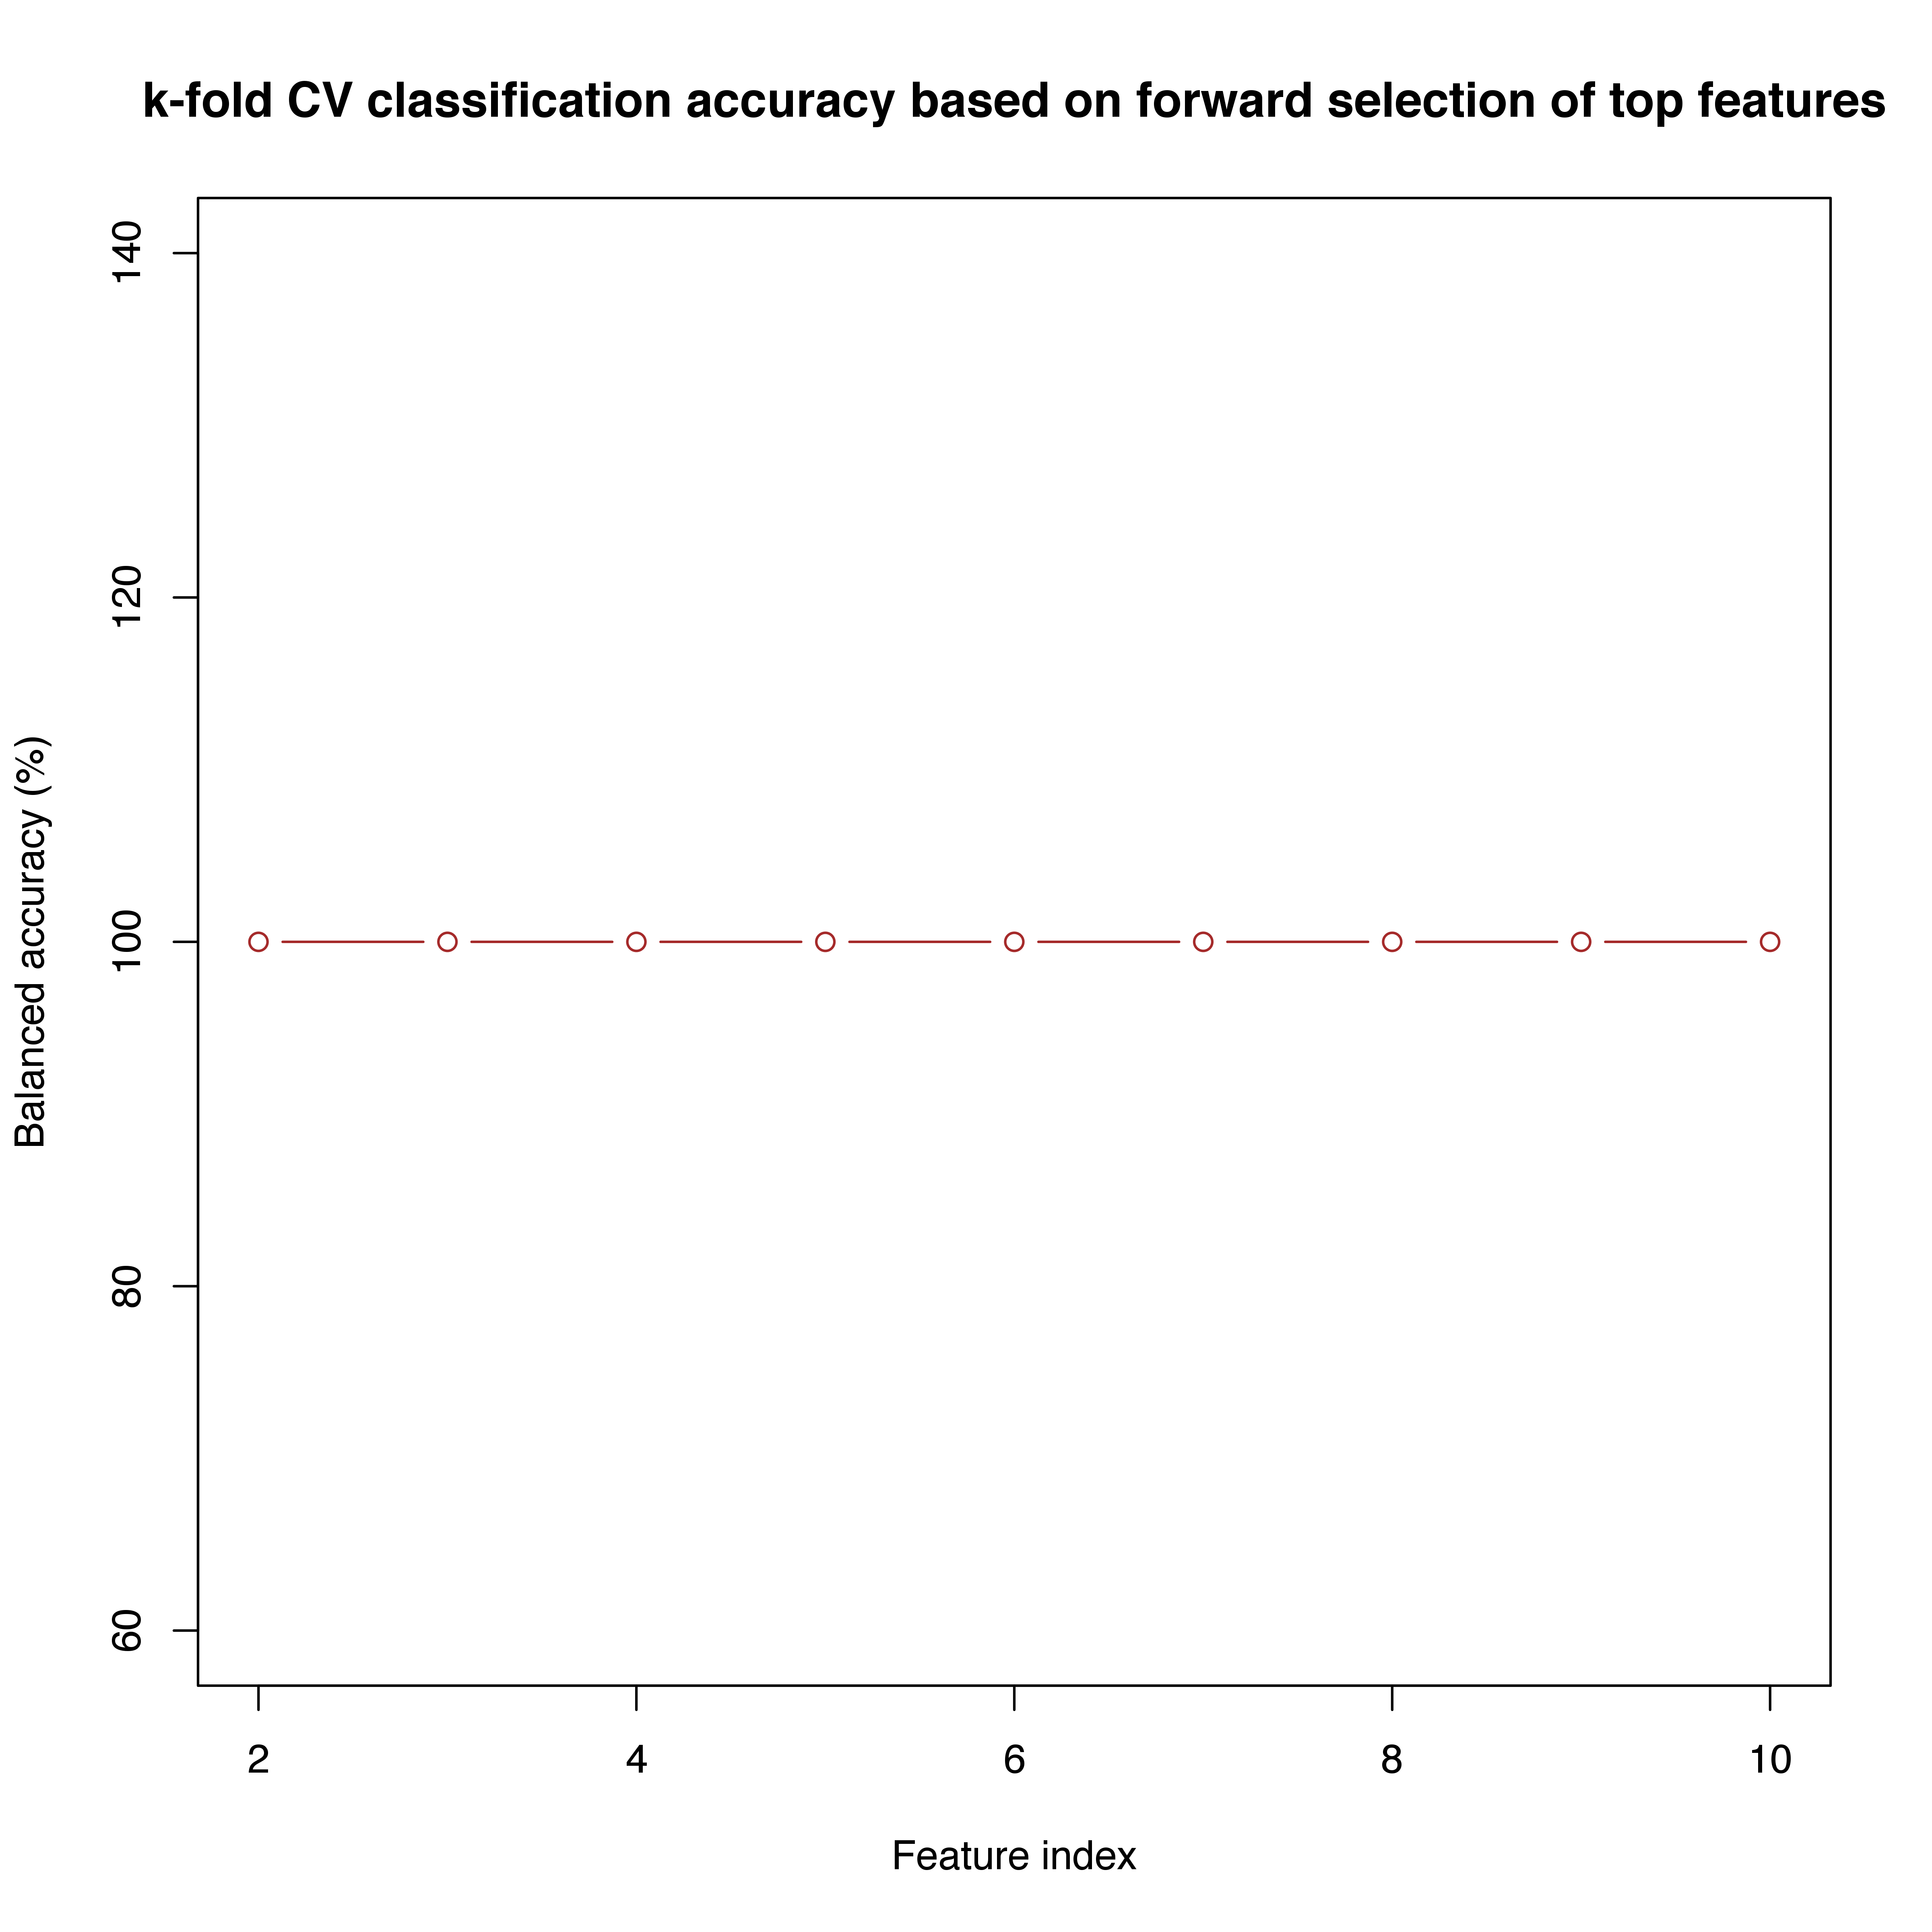 k-fold CV classification accuracy based on forward selection of top features
Balanced accuracy (%)
140
120
100
80
60
2 4 6 8 10
Feature index